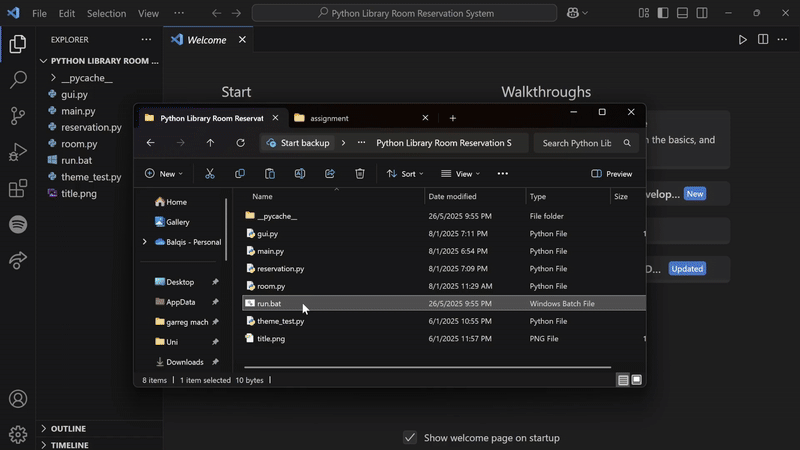 File Edit Selection View ··· Python Library Room Reservation System
EXPLORER ···
Welcome
PYTHON LIBRARY ROOM ...
__pycache__
gui.py
main.py
reservation.py
room.py
run.bat
theme_test.py
title.png
OUTLINE
TIMELINE
Start
Walkthroughs
n the basics, and
velop... New
D... Updated
Show welcome page on startup
Python Library Room Reservat
assignment
Start backup > ··· Python Library Room Reservation S
Search Python Lib
New Sort View ··· Preview
Home
Gallery
Balqis - Personal
Desktop
AppData
garreg mach
Uni
Downloads
Name Date modified Type Size
__pycache__ 26/5/2025 9:55 PM File folder
gui.py 8/1/2025 7:11 PM Python File 1
main.py 8/1/2025 6:54 PM Python File
reservation.py 8/1/2025 7:09 PM Python File 1
room.py 8/1/2025 11:29 AM Python File
run.bat 26/5/2025 9:55 PM Windows Batch File
theme_test.py 6/1/2025 10:55 PM Python File
title.png 6/1/2025 11:57 PM PNG File 1
8 items 1 item selected 10 bytes